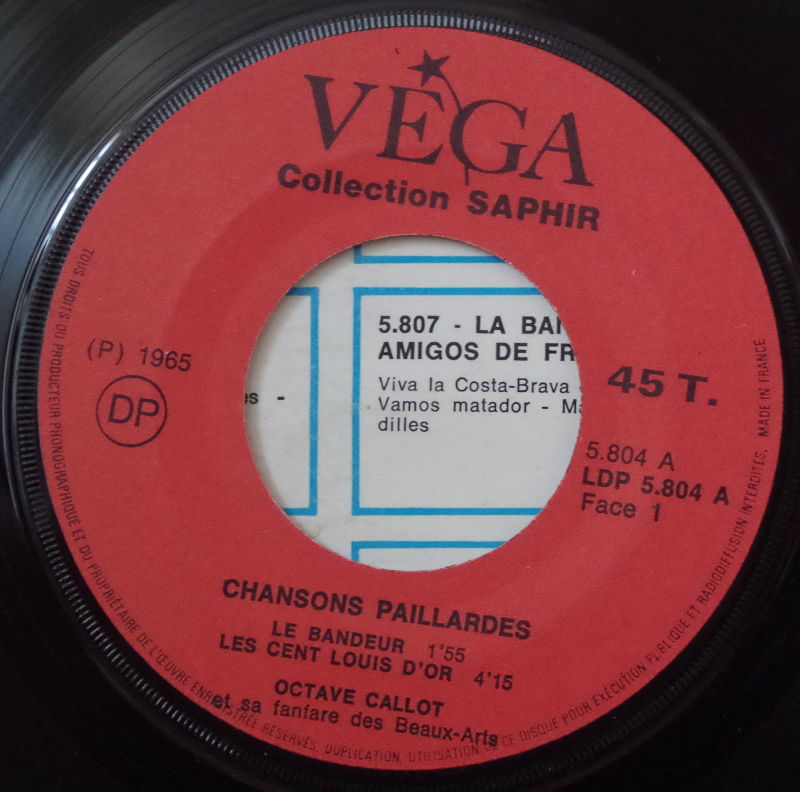 VÉGA
Collection SAPHIR
(P) 1965
DP
45 T.
5.804 A
LDP 5.804 A
Face 1
5.807 - LA BAN
AMIGOS DE FR
Viva la Costa-Brava
Vamos matador -
dilles
CHANSONS PAILLARDES
LE BANDEUR 1'55
LES CENT LOUIS D'OR 4'15
OCTAVE CALLOT
et sa fanfare des Beaux-Arts
TOUS DROITS DU PRODUCTEUR PHONOGRAPHIQUE ET DU PROPRIÉTAIRE DE L'ŒUVRE ENREGISTRÉE RÉSERVÉS. DUPLICATION, UTILISATION DE CE DISQUE POUR EXÉCUTION PUBLIQUE ET RADIODIFFUSION INTERDITES. MADE IN FRANCE